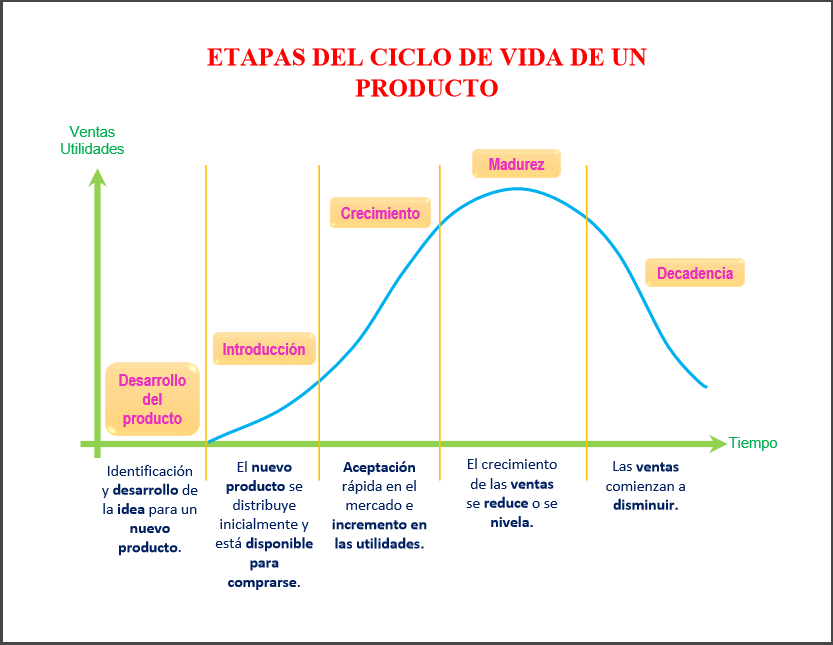 ETAPAS DEL CICLO DE VIDA DE UN
PRODUCTO
Ventas
Utilidades
Madurez
Crecimiento
Decadencia
Introducción
Desarrollo
del
producto
Tiempo
Identificación
y desarrollo de
la idea para un
nuevo
producto.
El nuevo
producto se
distribuye
inicialmente y
está disponible
para
comprarse.
Aceptación
rápida en el
mercado e
incremento en
las utilidades.
El crecimiento
de las ventas
se reduce o se
nivela.
Las ventas
comienzan a
disminuir.